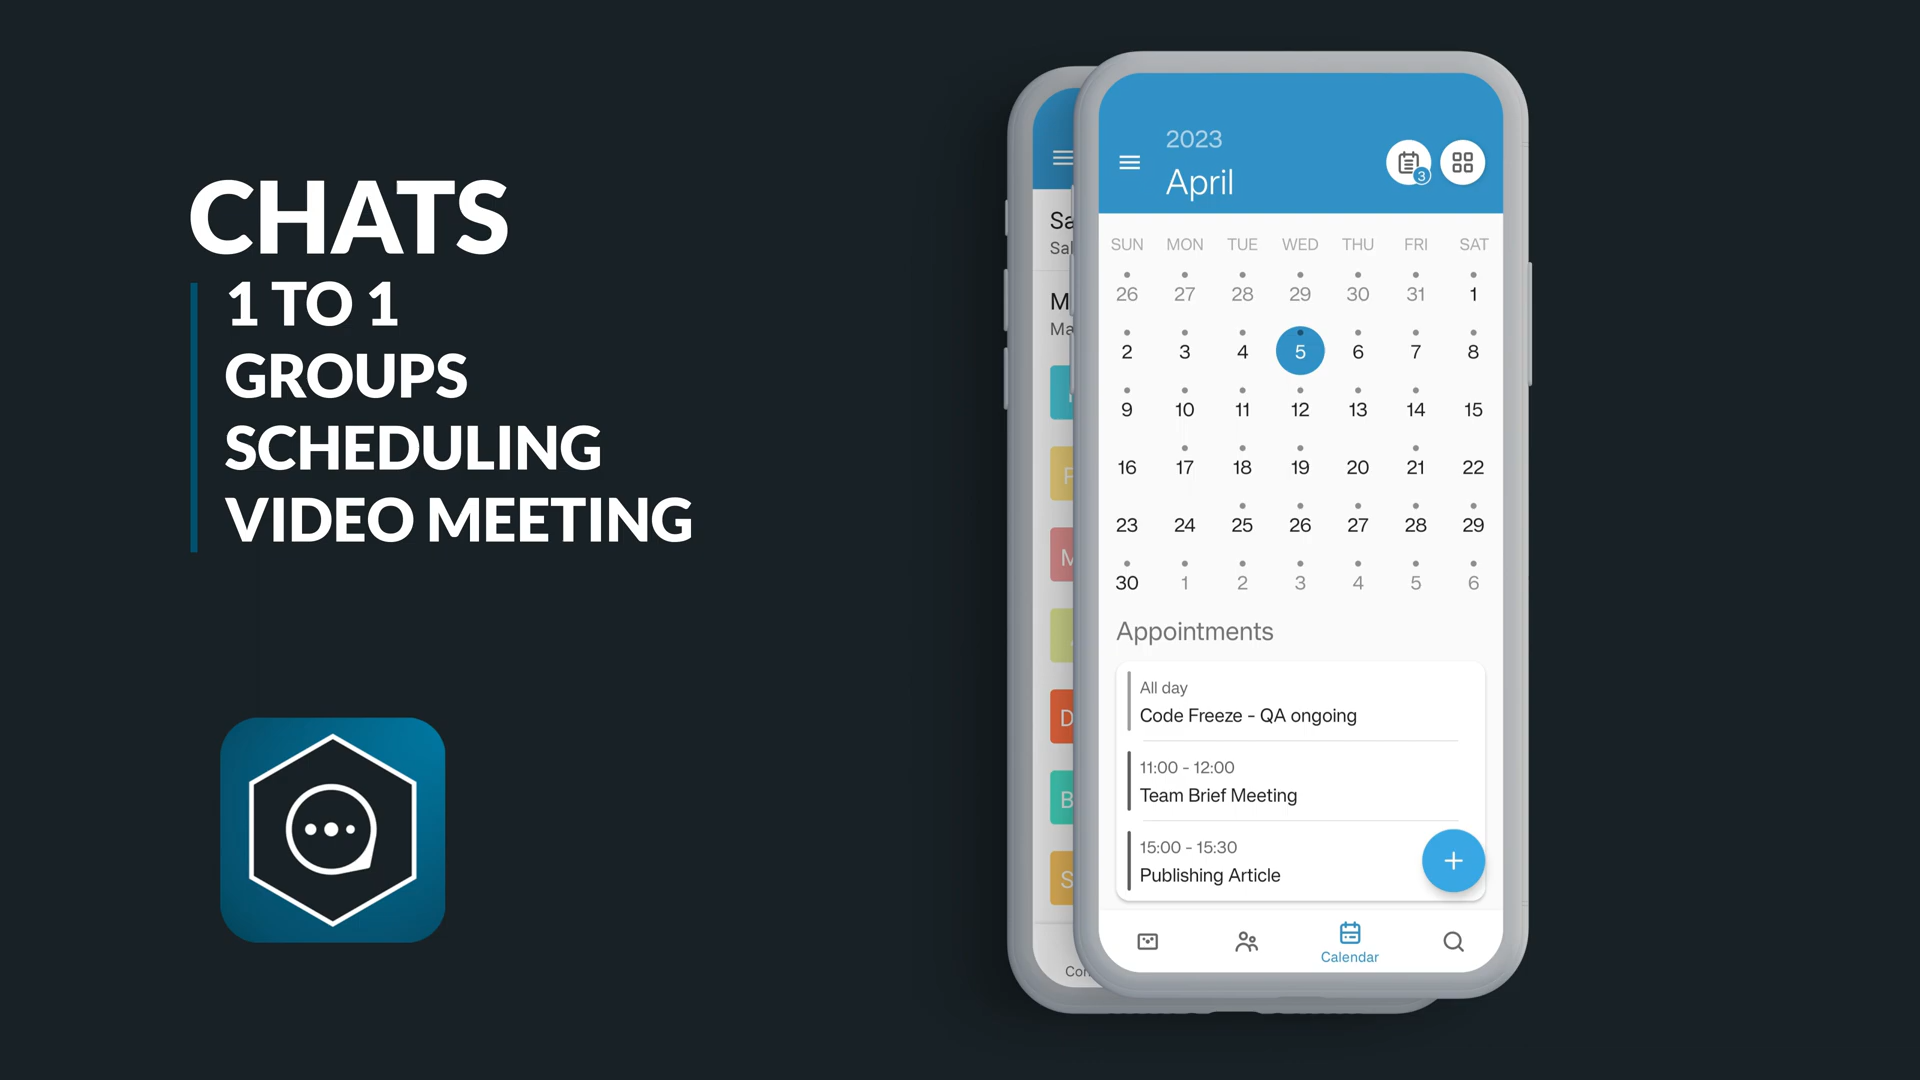 CHATS
1 TO 1
GROUPS
SCHEDULING
VIDEO MEETING
2023
April
3
SUN MON TUE WED THU FRI SAT
26 27 28 29 30 31 1
2 3 4 5 6 7 8
9 10 11 12 13 14 15
16 17 18 19 20 21 22
23 24 25 26 27 28 29
30 1 2 3 4 5 6
Appointments
All day
Code Freeze - QA ongoing
11:00 - 12:00
Team Brief Meeting
15:00 - 15:30
Publishing Article
Calendar
Sa
Sal
M
Ma
M
D
B
S